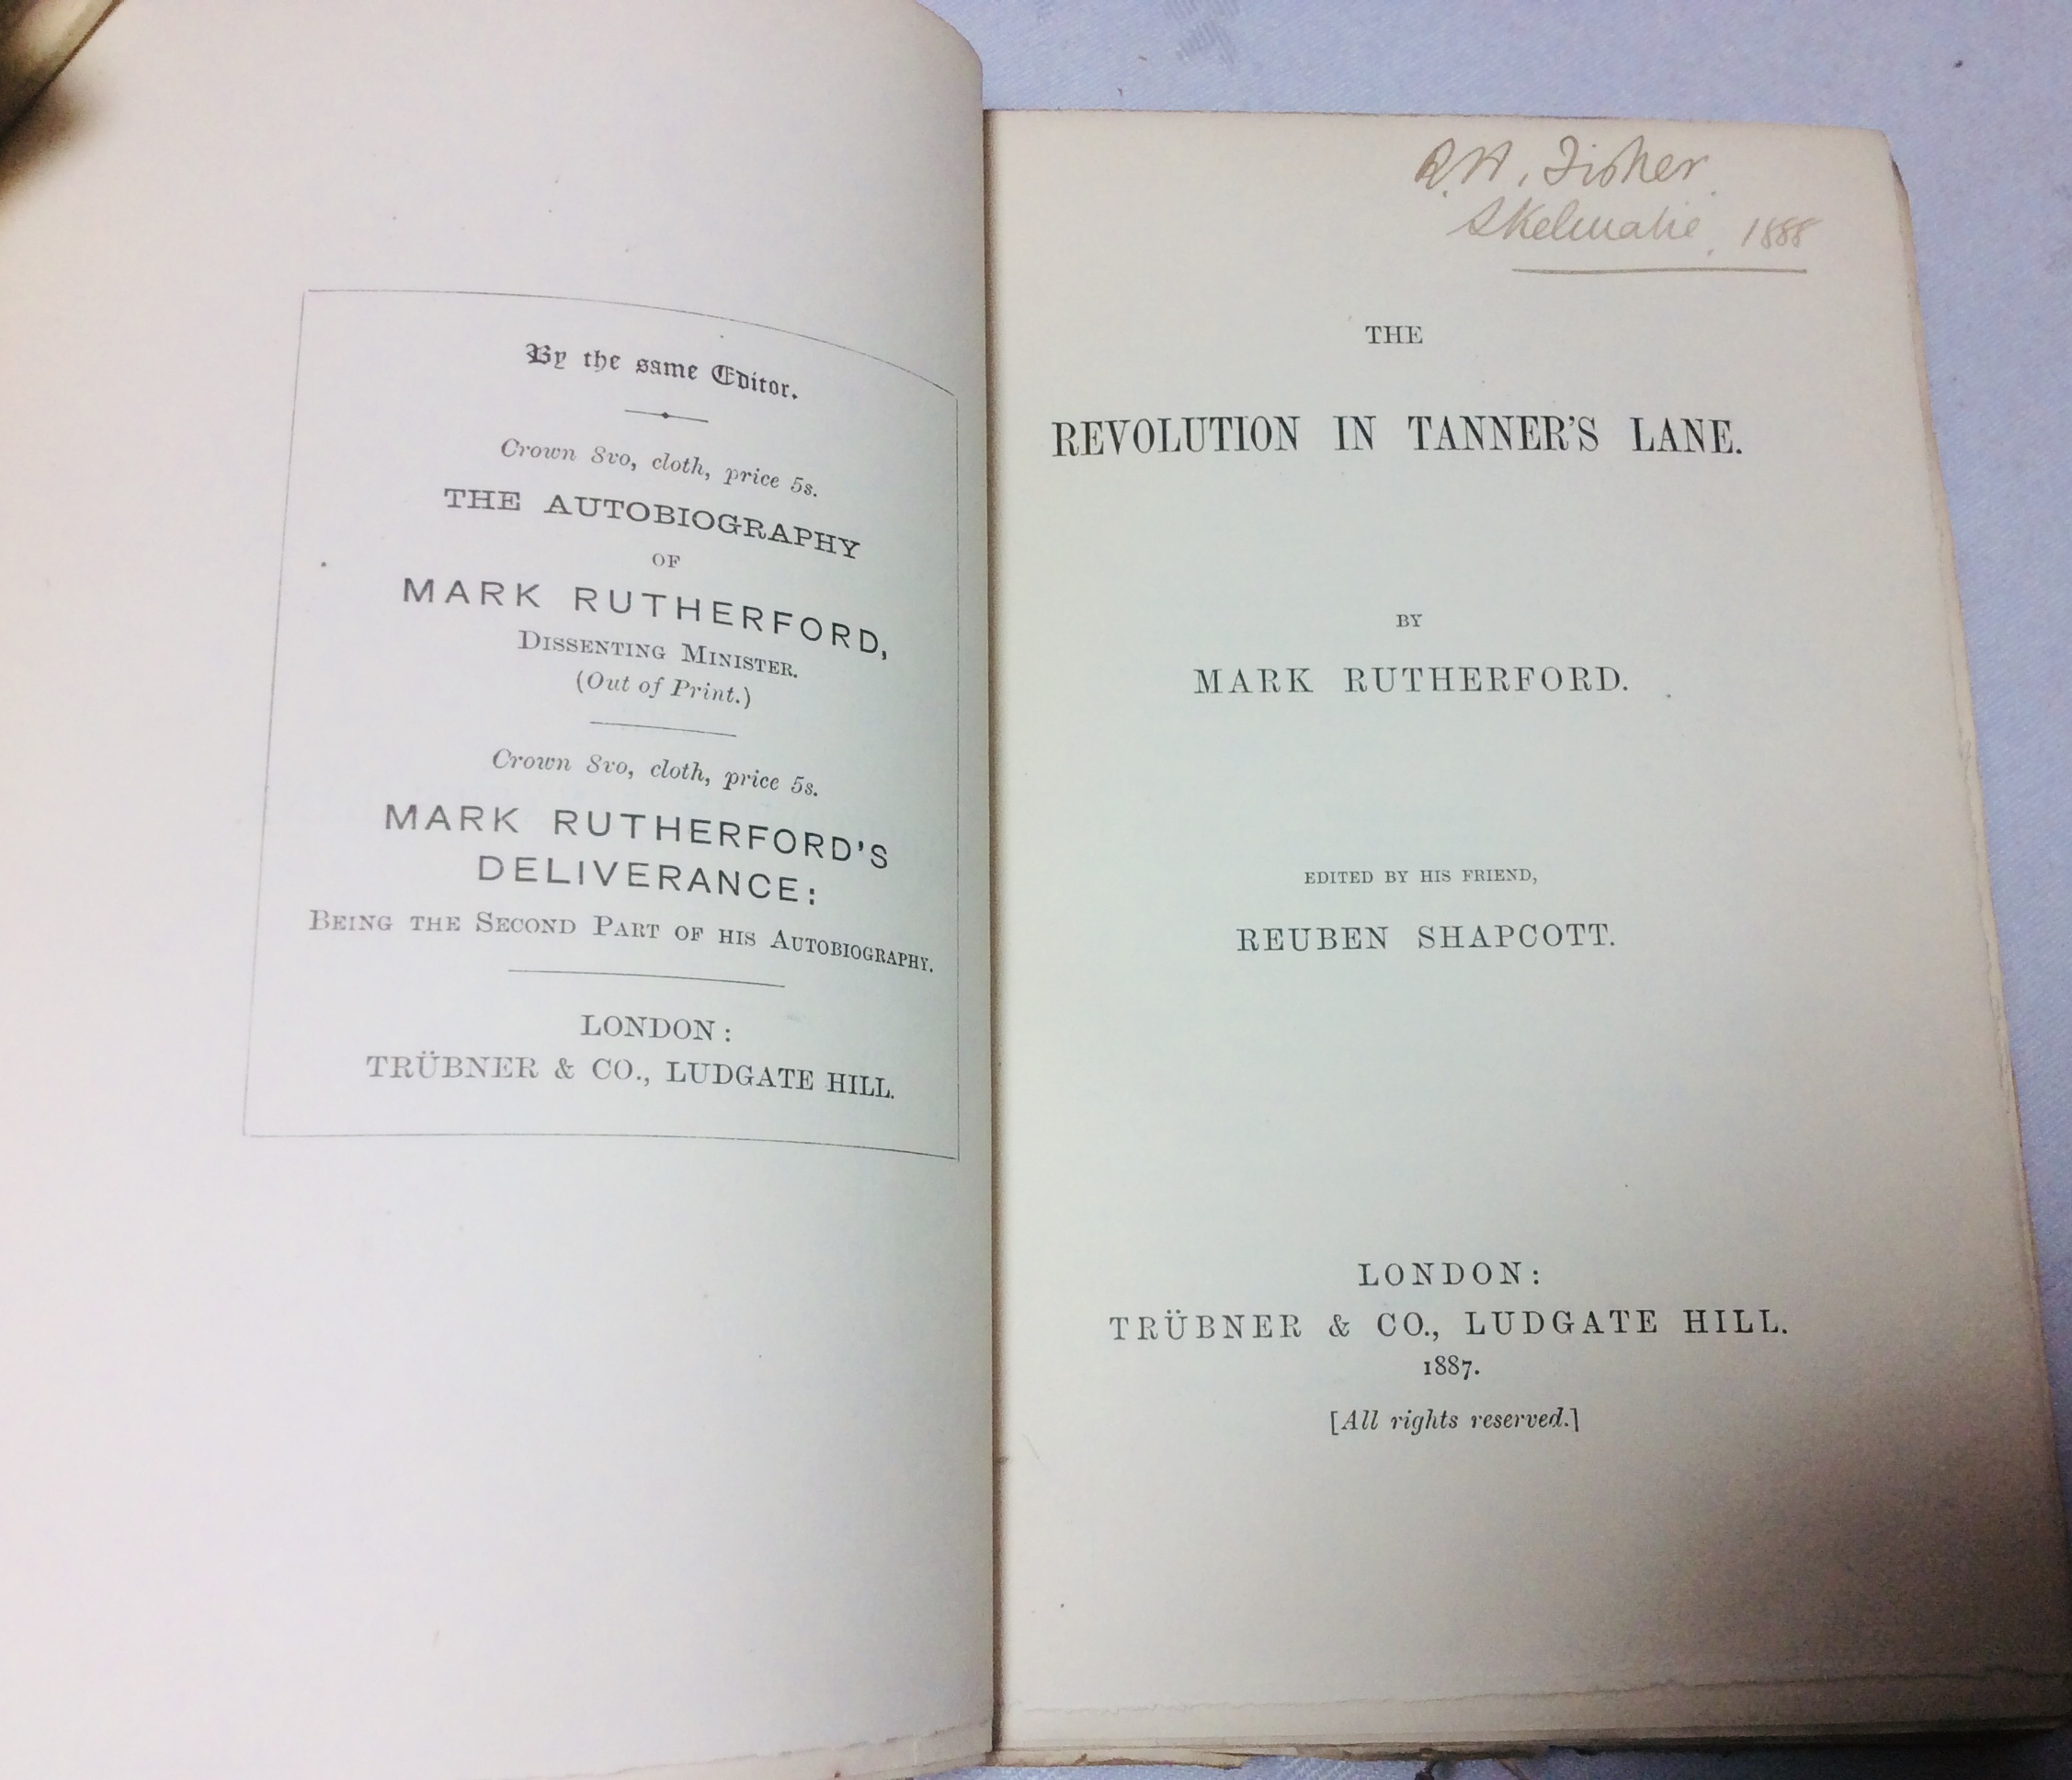 By the same Editor.
Crown 8vo, cloth, price 5s.
THE AUTOBIOGRAPHY
OF
MARK RUTHERFORD,
DISSENTING MINISTER.
(Out of Print.)
Crown 8vo, cloth, price 5s.
MARK RUTHERFORD'S
DELIVERANCE:
BEING THE SECOND PART OF HIS AUTOBIOGRAPHY.
LONDON:
TRÜBNER & CO., LUDGATE HILL.
R. H. Fisher.
1888
THE
REVOLUTION IN TANNER'S LANE.
BY
MARK RUTHERFORD.
EDITED BY HIS FRIEND,
REUBEN SHAPCOTT.
LONDON:
TRÜBNER & CO., LUDGATE HILL.
1887.
[All rights reserved.]